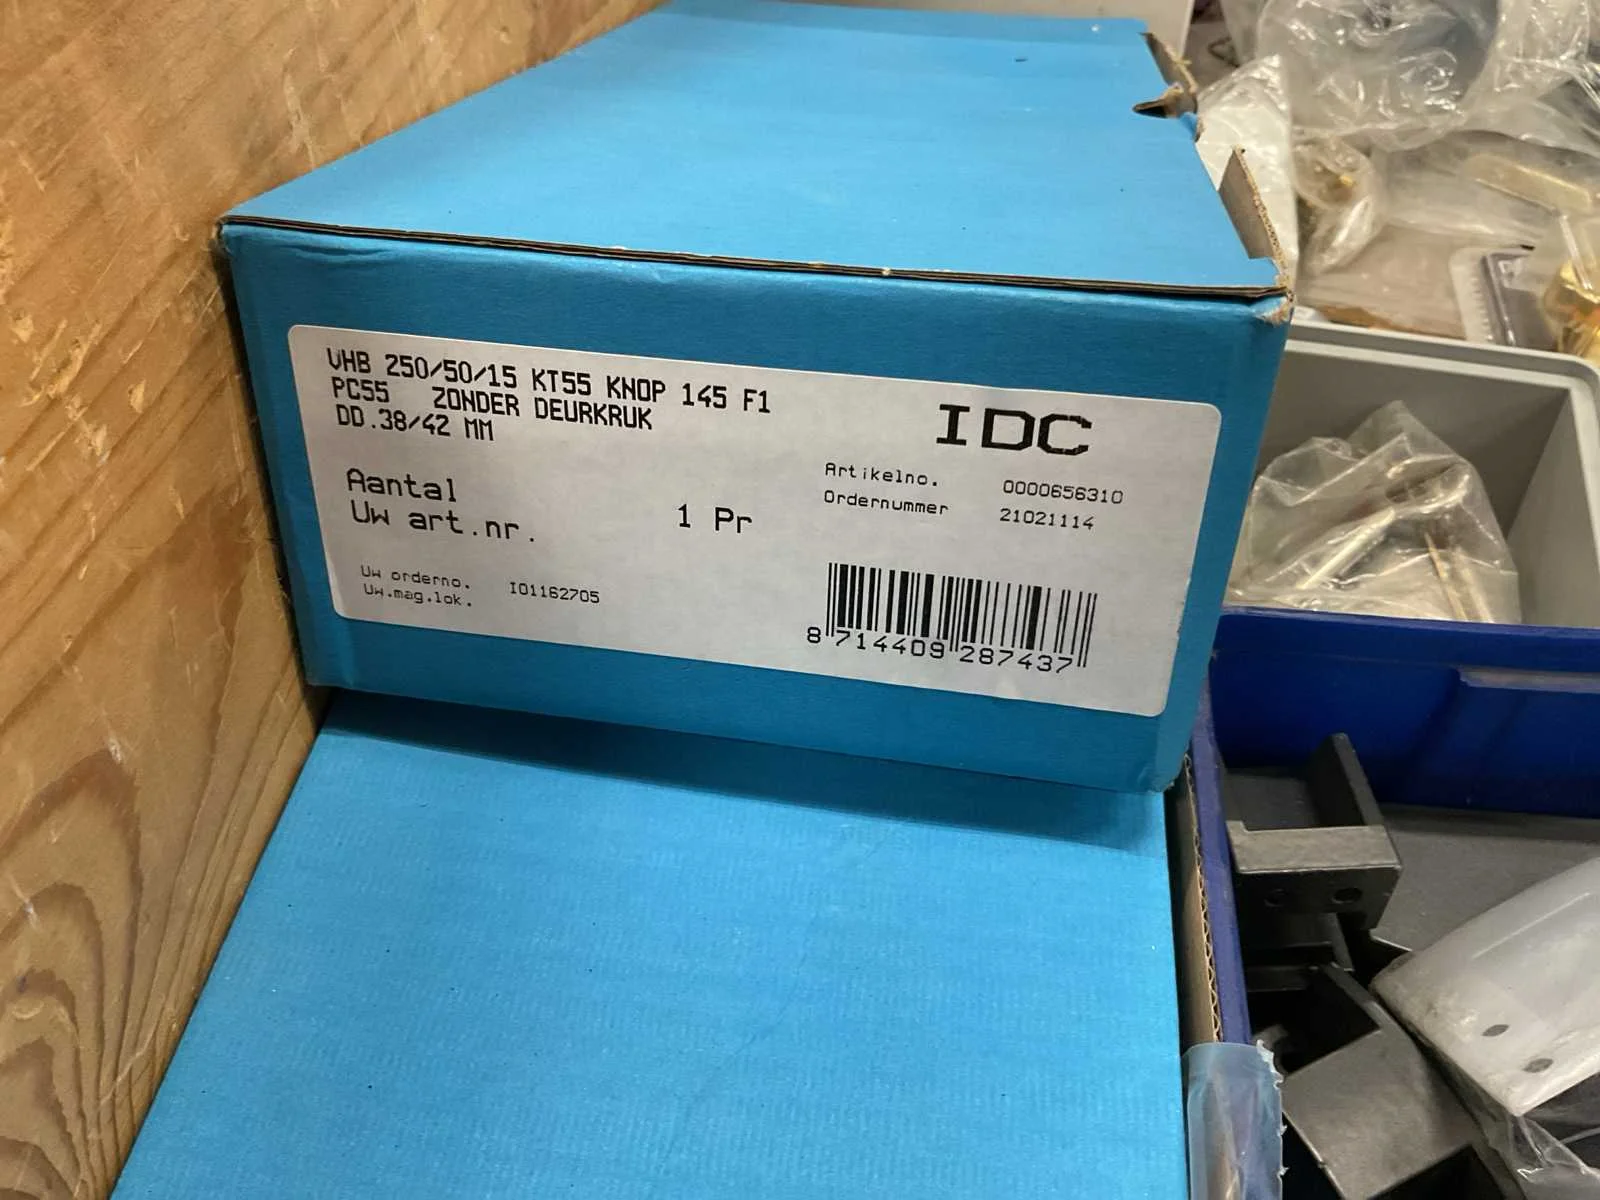 VHB 250/50/15 KT55 KNOP 145 F1
PC55 ZONDER DEURKRUK
DD.38/42 MM
IDC
Artikelno. 0000656310
Ordernummer 21021114
Aantal 1 Pr
Uw art.nr.
Uw orderno. IO1162705
Uw.mag.lok.
8 714409 287437